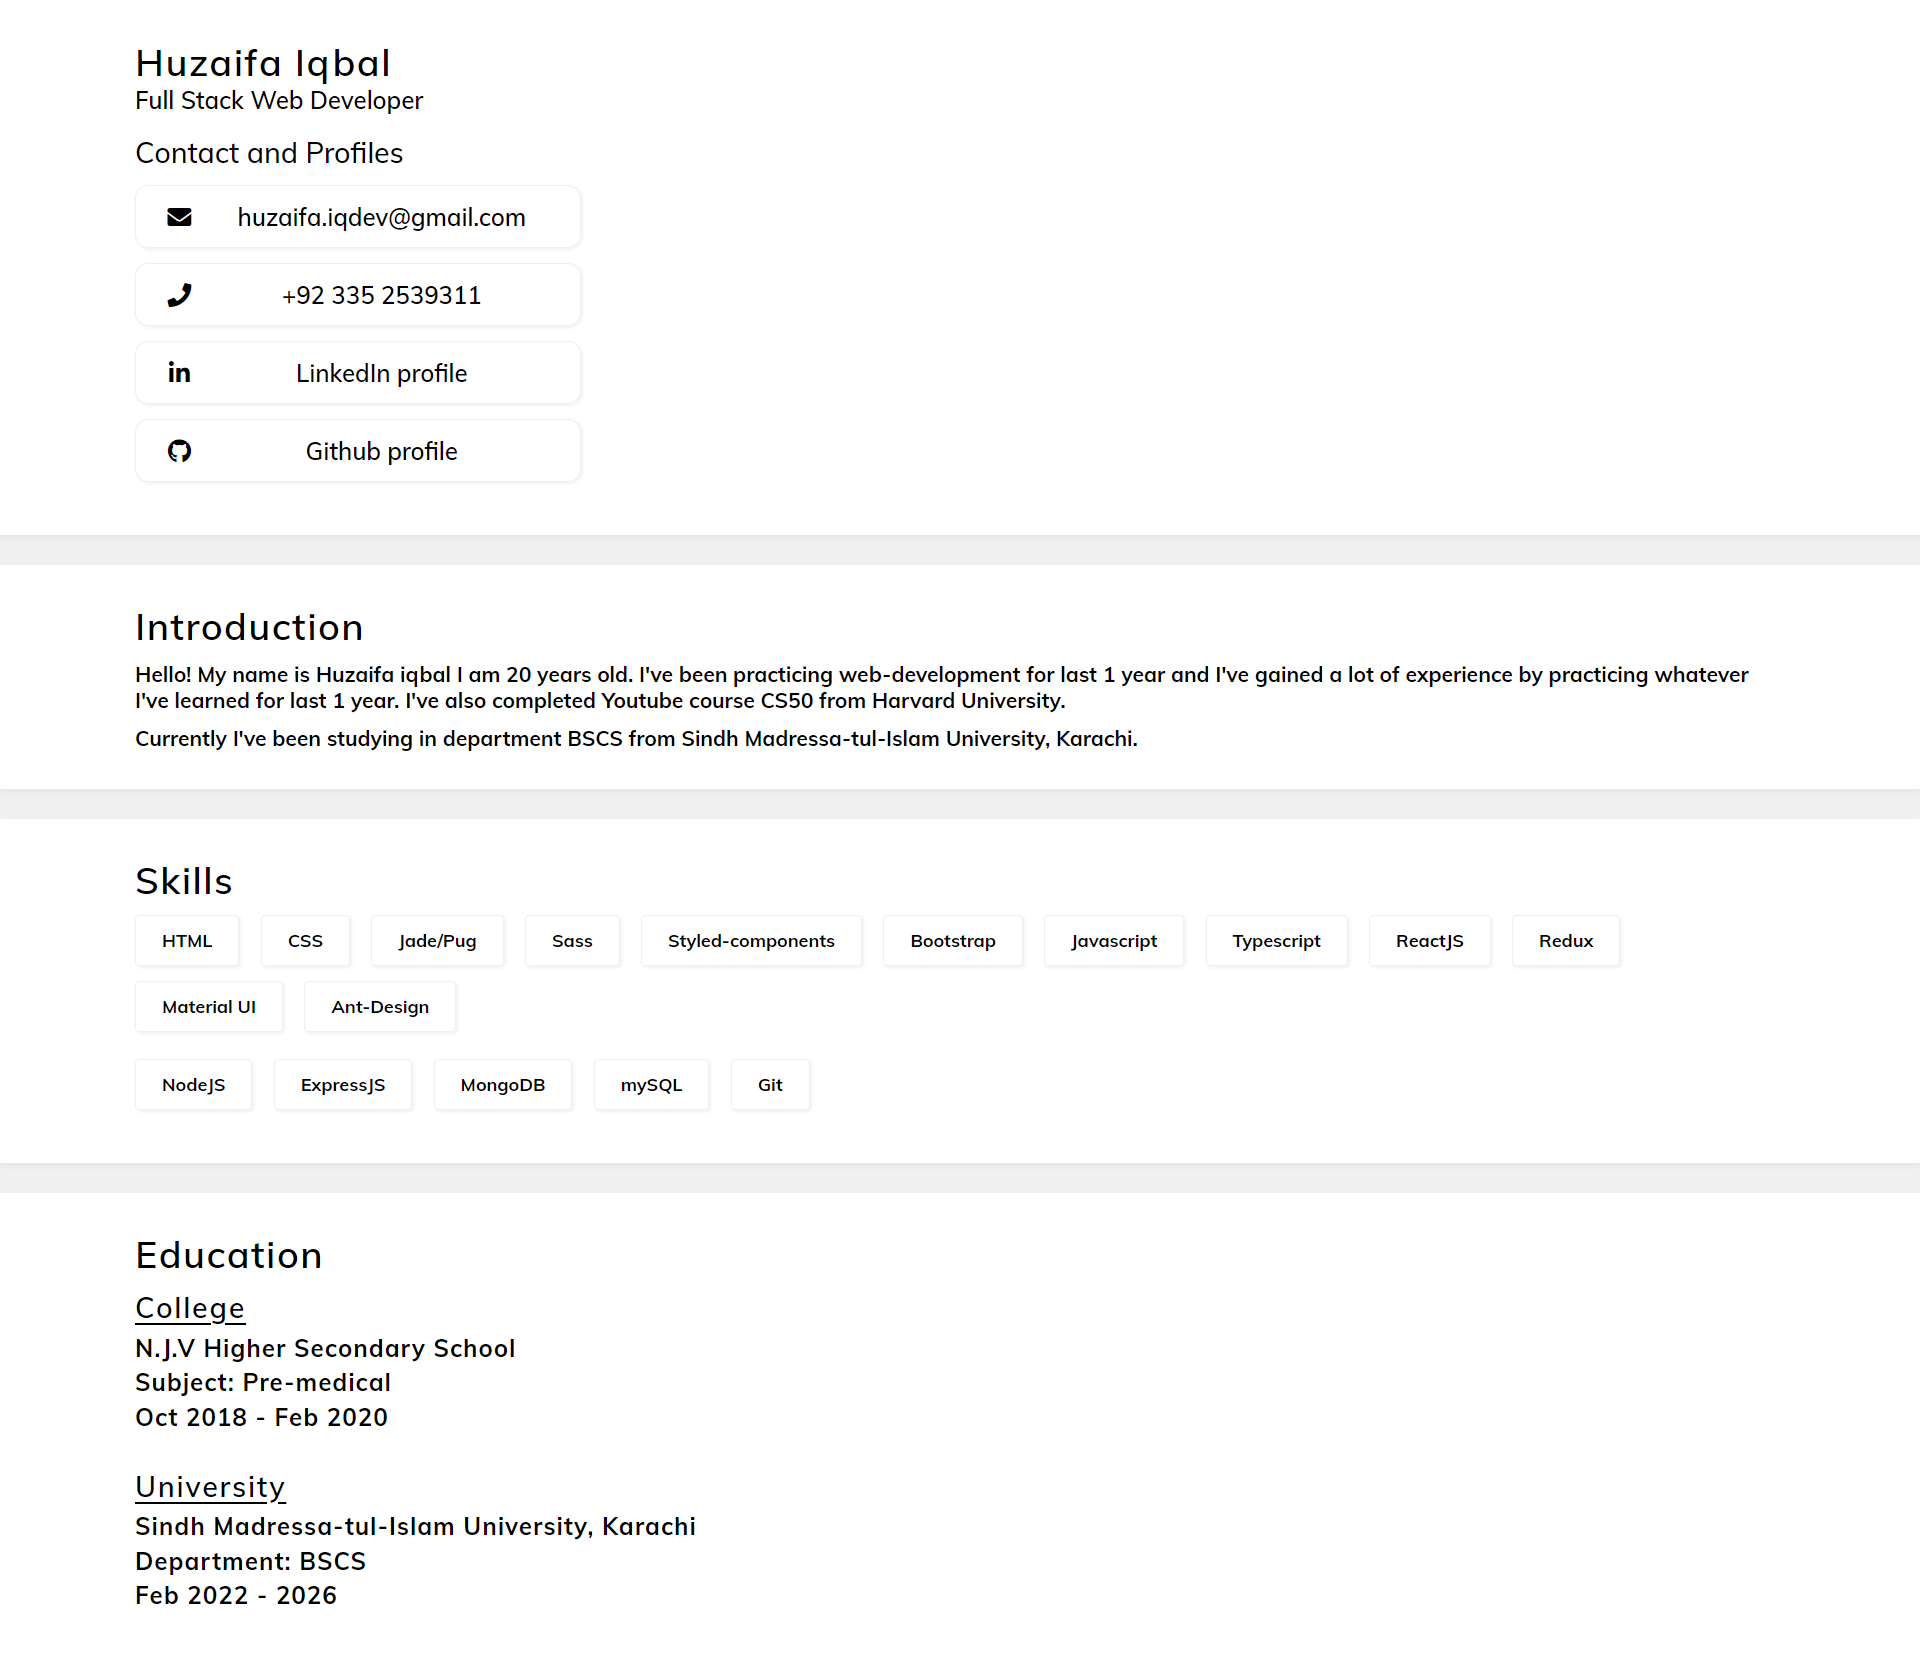 Huzaifa Iqbal
Full Stack Web Developer
Contact and Profiles
huzaifa.iqdev@gmail.com
+92 335 2539311
LinkedIn profile
Github profile
Introduction
Hello! My name is Huzaifa iqbal I am 20 years old. I've been practicing web-development for last 1 year and I've gained a lot of experience by practicing whatever
I've learned for last 1 year. I've also completed Youtube course CS50 from Harvard University.
Currently I've been studying in department BSCS from Sindh Madressa-tul-Islam University, Karachi.
Skills
HTML CSS Jade/Pug Sass Styled-components Bootstrap Javascript Typescript ReactJS Redux
Material UI Ant-Design
NodeJS ExpressJS MongoDB mySQL Git
Education
College
N.J.V Higher Secondary School
Subject: Pre-medical
Oct 2018 - Feb 2020
University
Sindh Madressa-tul-Islam University, Karachi
Department: BSCS
Feb 2022 - 2026